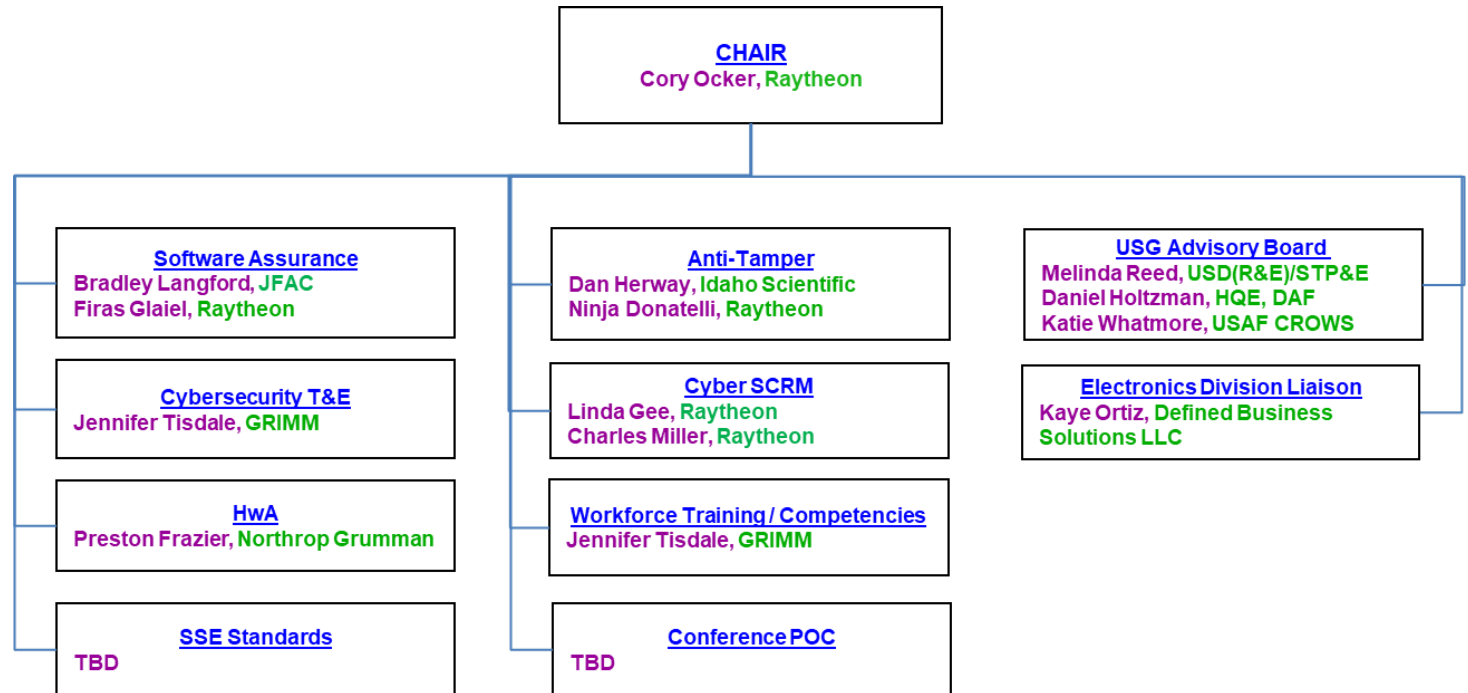 CHAIR
Cory Ocker, Raytheon
Software Assurance
Bradley Langford, JFAC
Firas Glaiel, Raytheon
Cybersecurity T&E
Jennifer Tisdale, GRIMM
HwA
Preston Frazier, Northrop Grumman
SSE Standards
TBD
Anti-Tamper
Dan Herway, Idaho Scientific
Ninja Donatelli, Raytheon
Cyber SCRM
Linda Gee, Raytheon
Charles Miller, Raytheon
Workforce Training / Competencies
Jennifer Tisdale, GRIMM
Conference POC
TBD
USG Advisory Board
Melinda Reed, USD(R&E)/STP&E
Daniel Holtzman, HQE, DAF
Katie Whatmore, USAF CROWS
Electronics Division Liaison
Kaye Ortiz, Defined Business
Solutions LLC